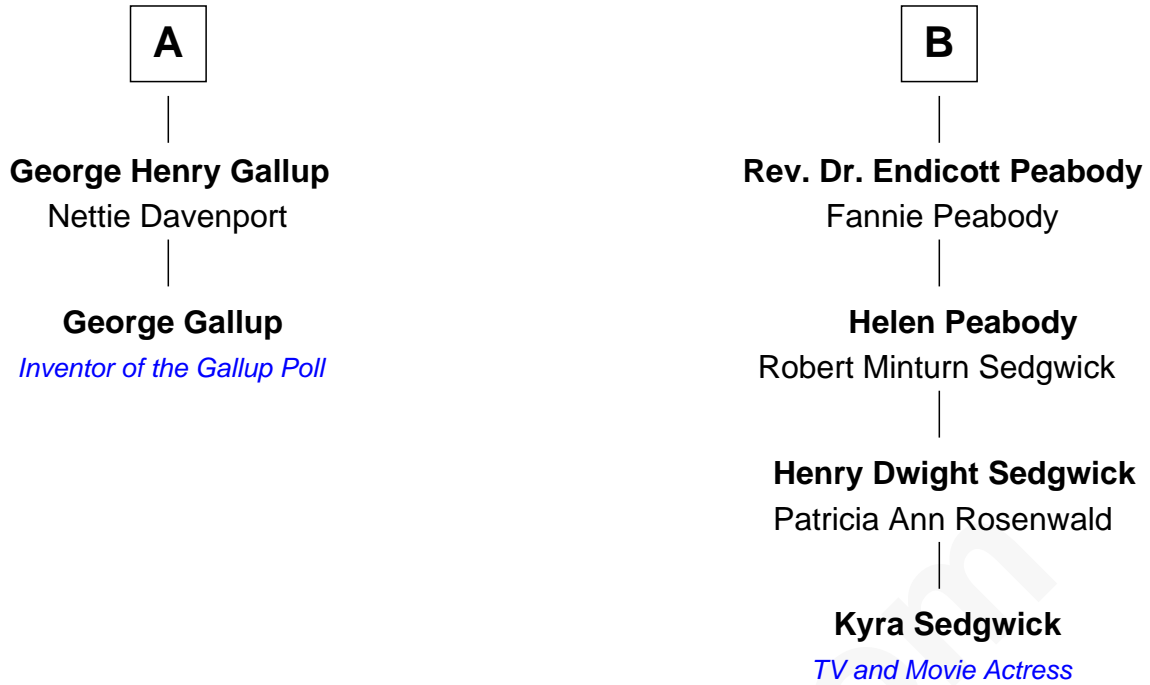 A
George Henry Gallup
Nettie Davenport
George Gallup
Inventor of the Gallup Poll
B
Rev. Dr. Endicott Peabody
Fannie Peabody
Helen Peabody
Robert Minturn Sedgwick
Henry Dwight Sedgwick
Patricia Ann Rosenwald
Kyra Sedgwick
TV and Movie Actress